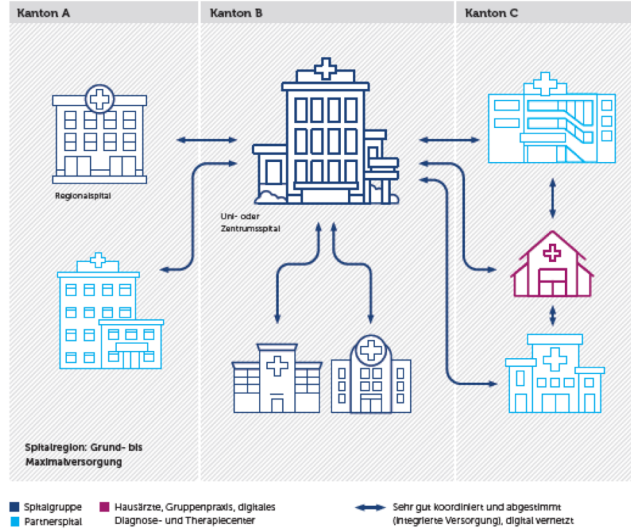 Kanton A
Kanton B
Kanton C
Regionalspital
Uni- oder
Zentrumsspital
Spitalregion: Grund- bis
Maximalversorgung
Spitalgruppe
Partnerspital
Hausärzte, Gruppenpraxis, digitales
Diagnose- und Therapiecenter
Sehr gut koordiniert und abgestimmt
(integrierte Versorgung), digital vernetzt